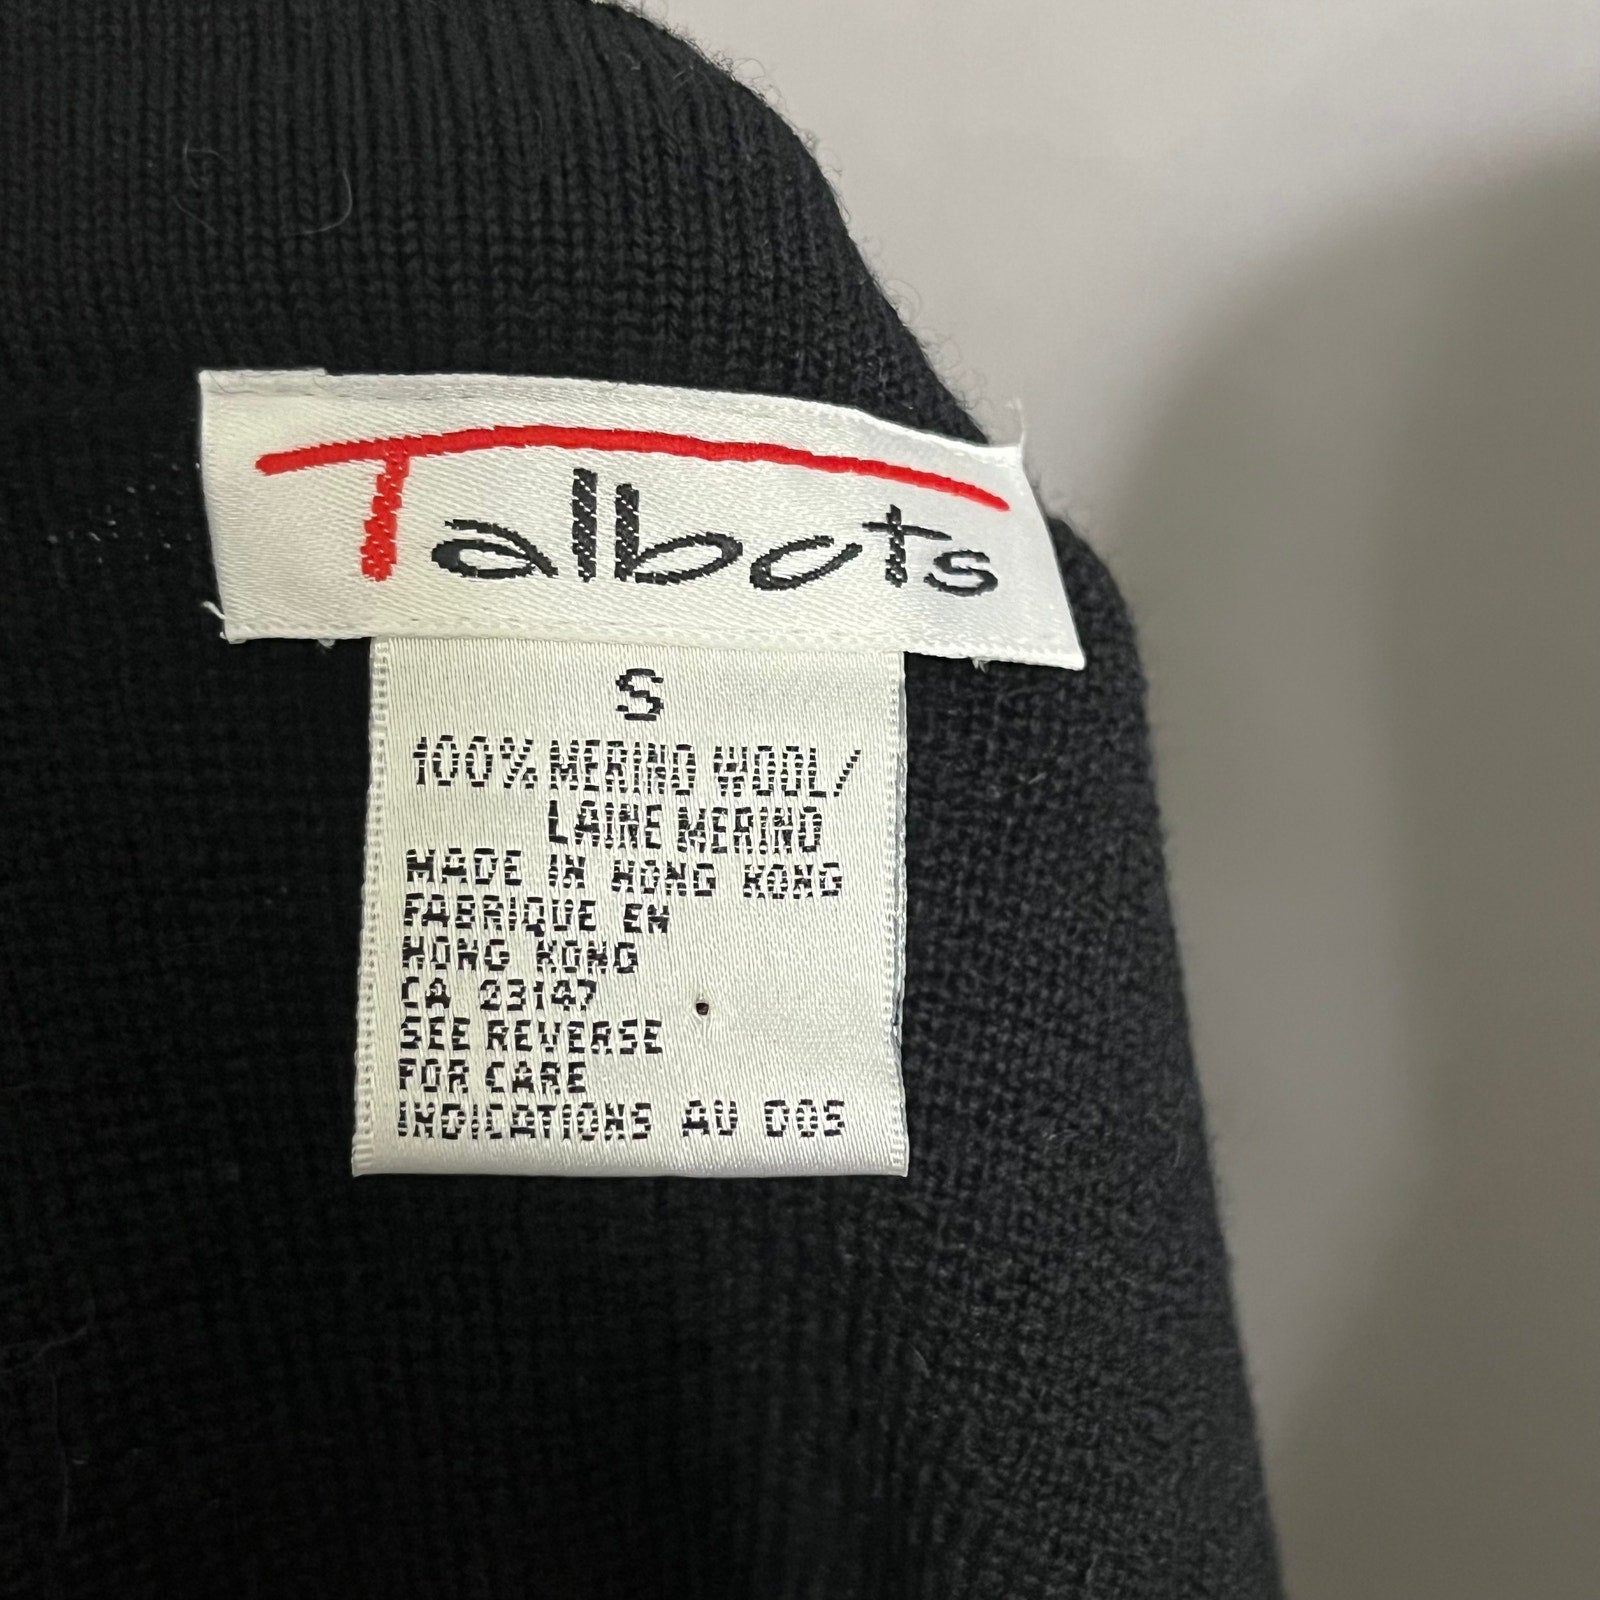 Talbots
S
100% MERINO WOOL/
LAINE MERINO
MADE IN HONG KONG
FABRIQUE EN
HONG KONG
CA 23147
SEE REVERSE
FOR CARE
INDICATIONS AU DOS